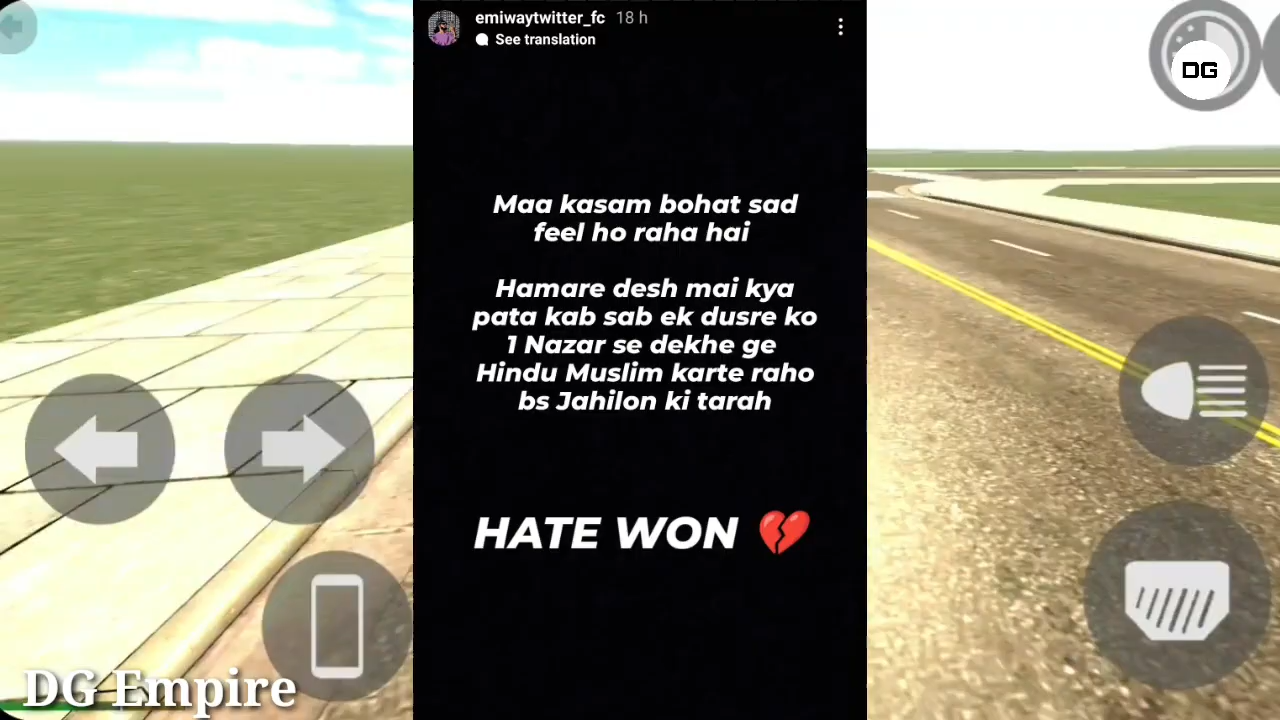 emiwaytwitter_fc 18 h
See translation
DG
Maa kasam bohat sad
feel ho raha hai
Hamare desh mai kya
pata kab sab ek dusre ko
1 Nazar se dekhe ge
Hindu Muslim karte raho
bs Jahilon ki tarah
HATE WON 💔
DG Empire